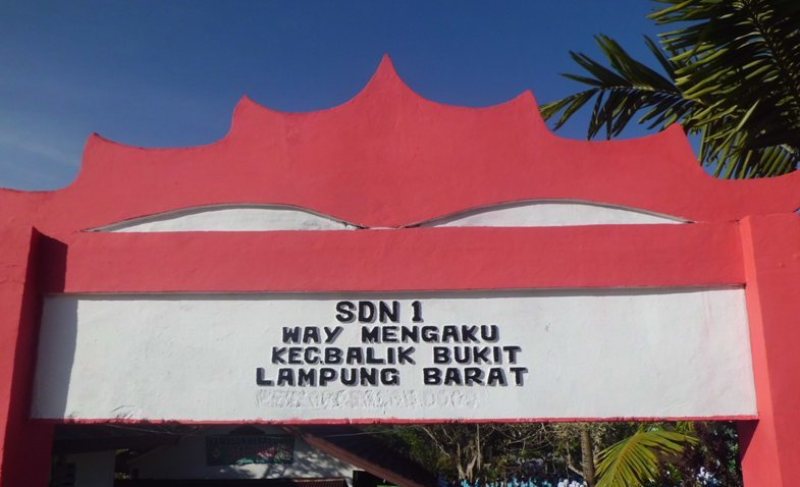 SDN 1
WAY MENGAKU
KEC.BALIK BUKIT
LAMPUNG BARAT